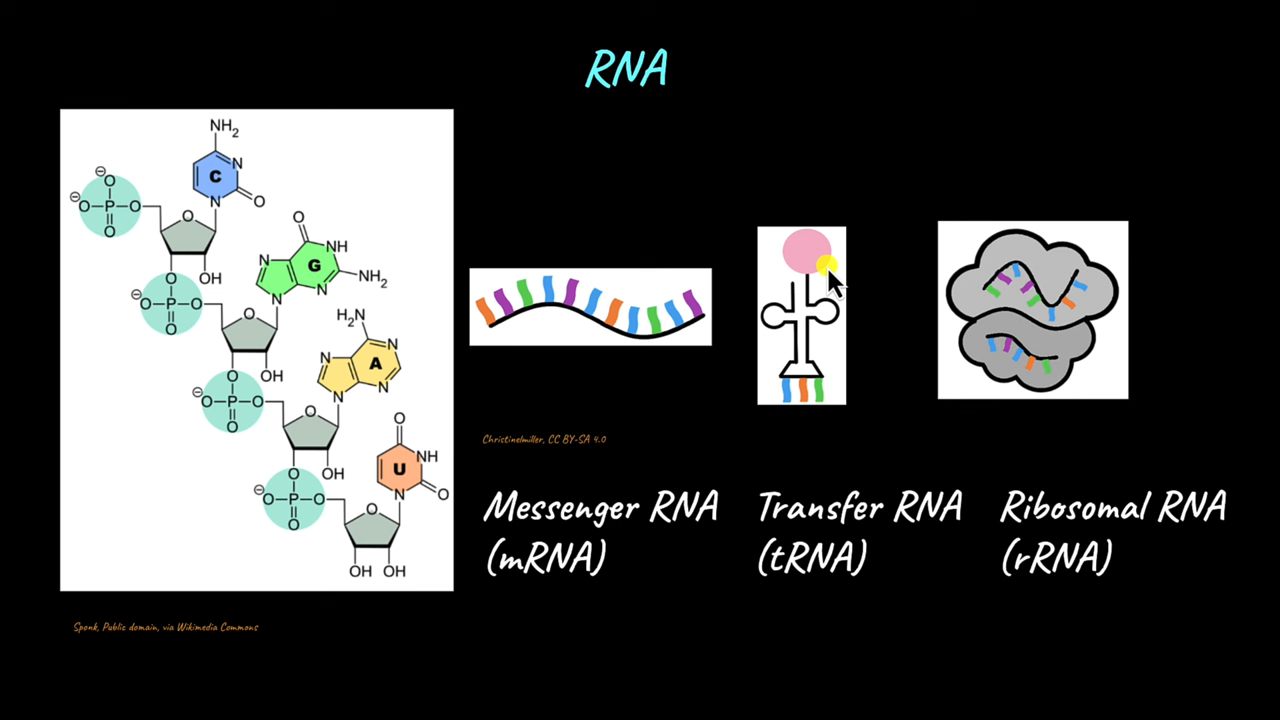 RNA
NH2
N
C
N
O
O
O
P
O
O
O
OH
O
NH
G
NH2
N
N
N
O
O
P
O
O
O
OH
H2N
N
A
N
N
N
O
O
P
O
O
O
OH
O
NH
U
N
O
O
O
P
O
O
O
OH OH
Christinelmiller, CC BY-SA 4.0
Messenger RNA
(mRNA)
Transfer RNA
(tRNA)
Ribosomal RNA
(rRNA)
Sponk, Public domain, via Wikimedia Commons